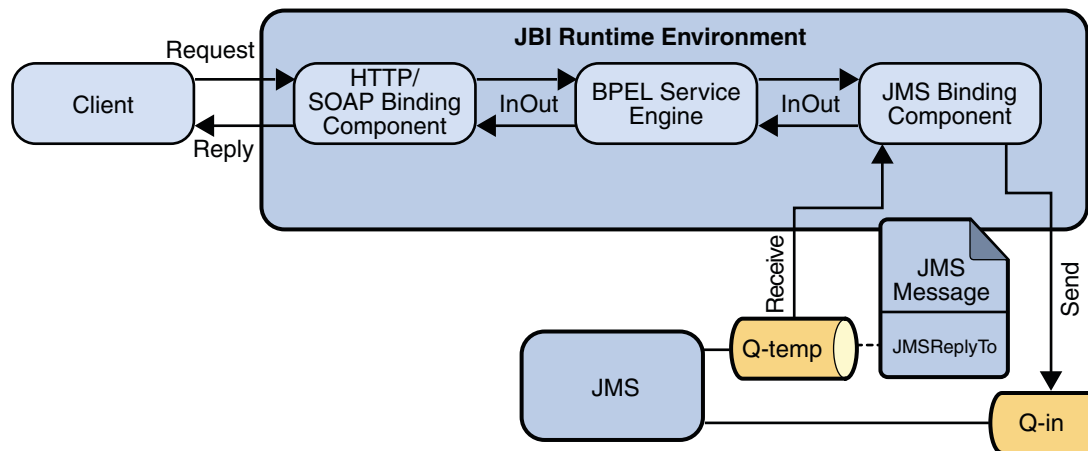 JBI Runtime Environment
Request
Client
Reply
HTTP/
SOAP Binding
Component
InOut
BPEL Service
Engine
InOut
JMS Binding
Component
Receive
Send
JMS
Message
JMSReplyTo
Q-temp
JMS
Q-in